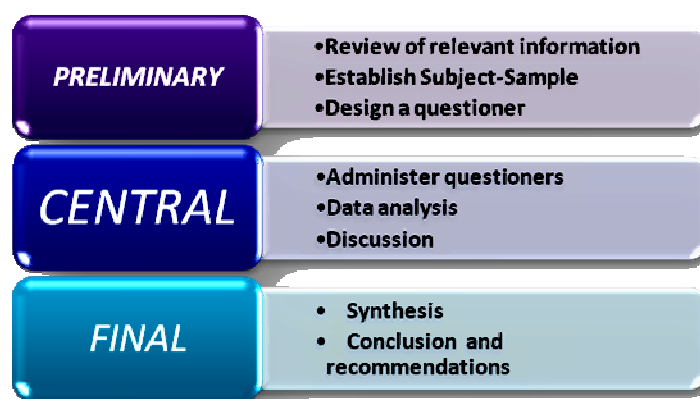 PRELIMINARY
•Review of relevant information
•Establish Subject-Sample
•Design a questioner
CENTRAL
•Administer questioners
•Data analysis
•Discussion
FINAL
• Synthesis
• Conclusion and
recommendations